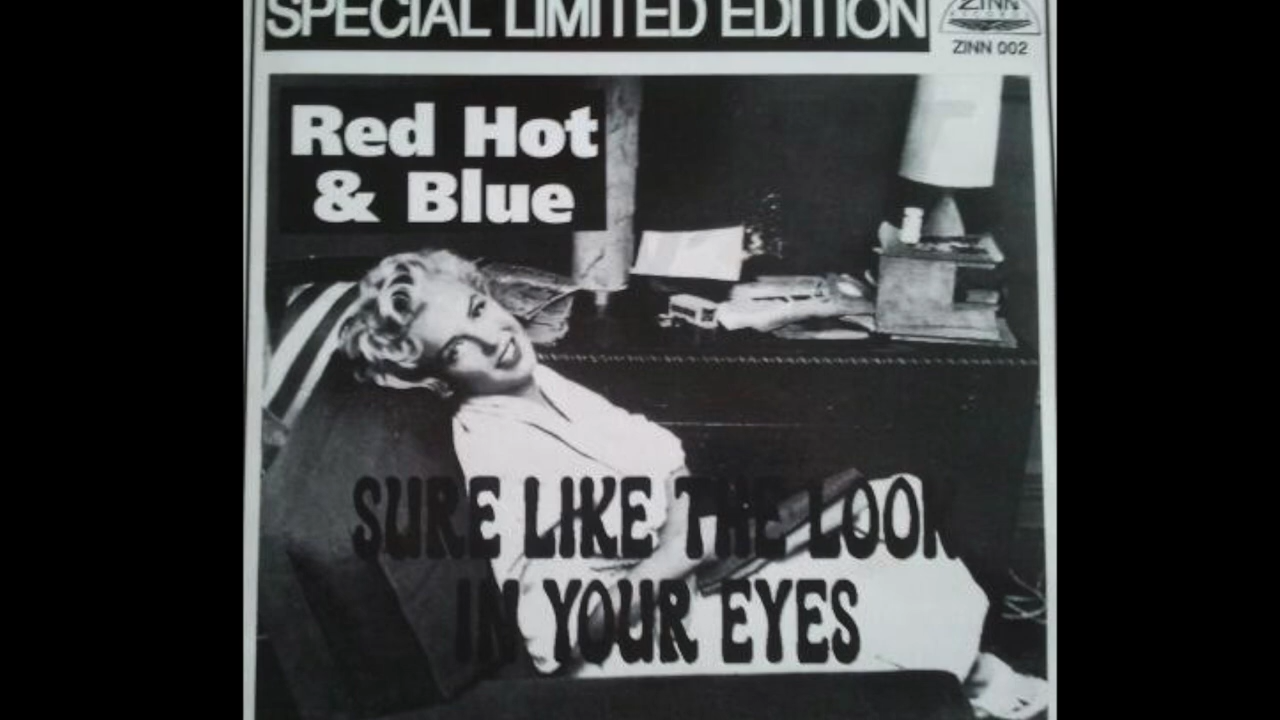 SPECIAL LIMITED EDITION
ZINN
ZINN 002
Red Hot
& Blue
SURE LIKE THE LOOK
IN YOUR EYES